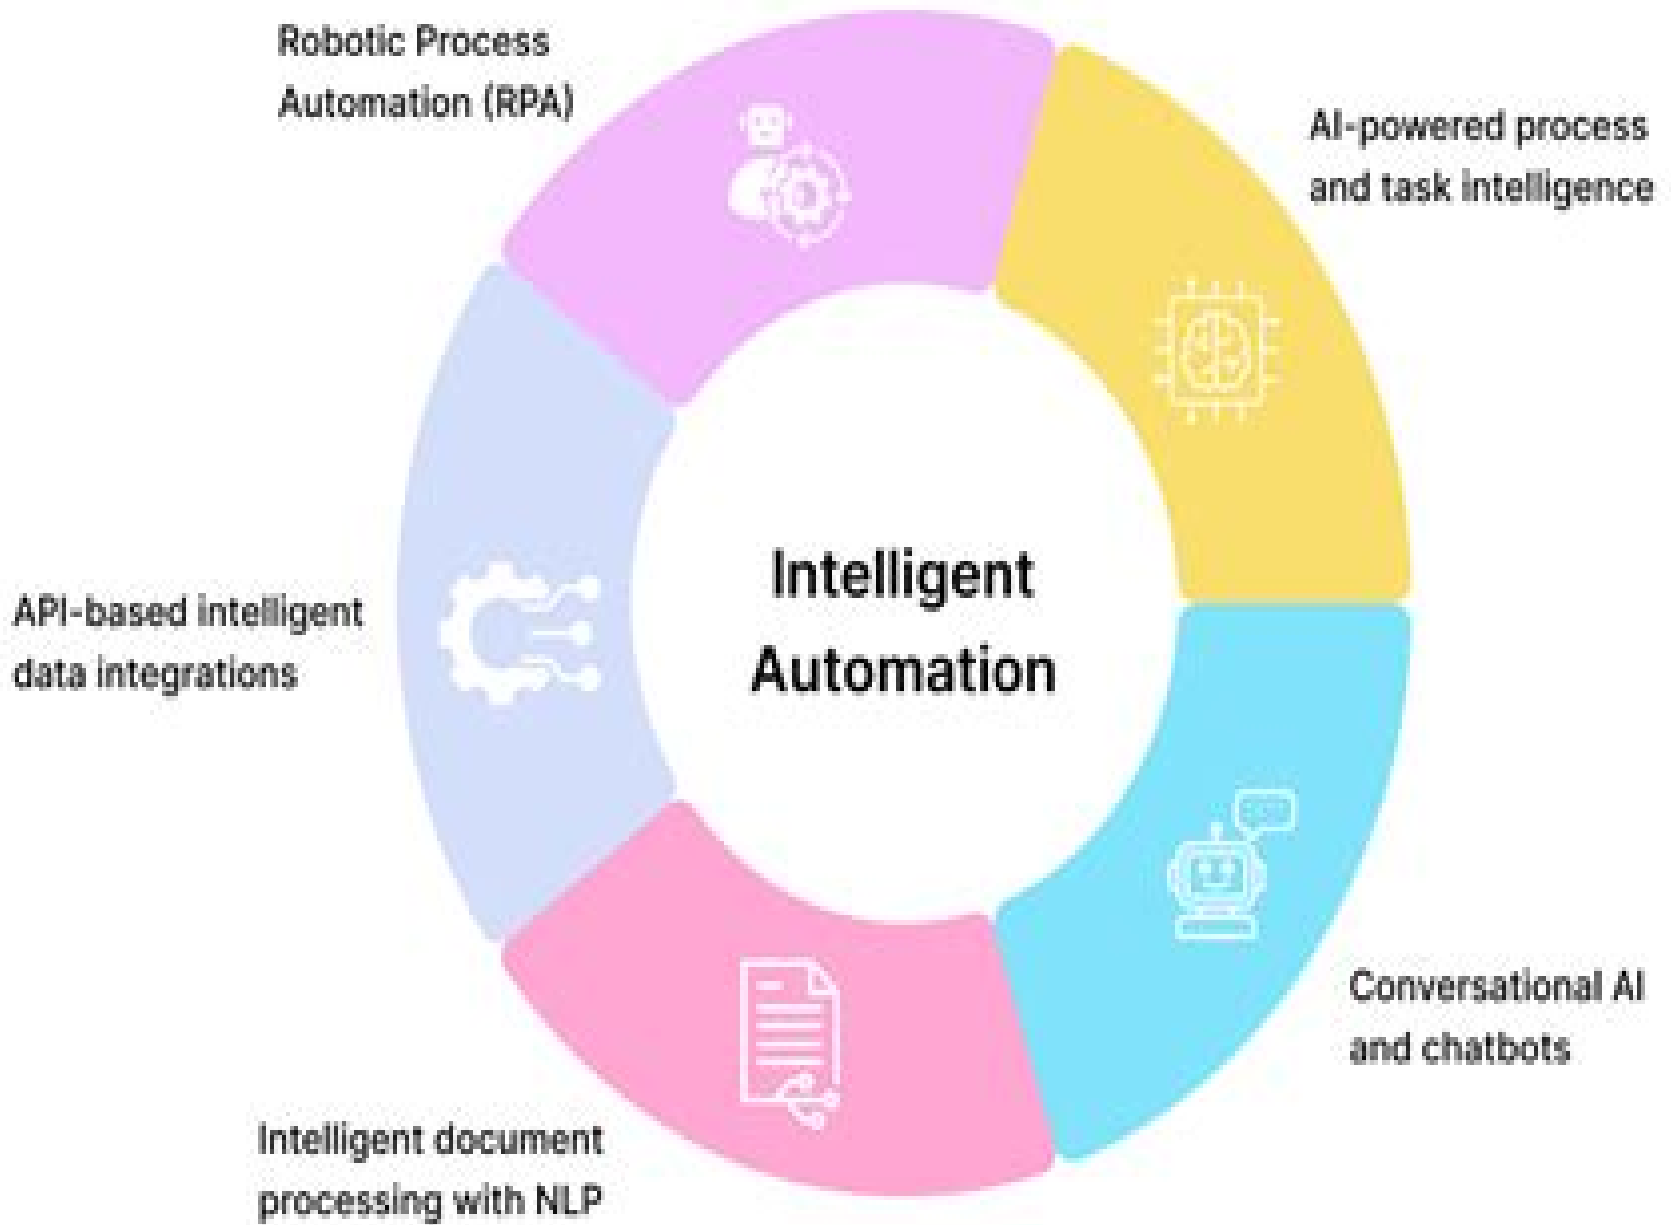 Robotic Process
Automation (RPA)
AI-powered process
and task intelligence
API-based intelligent
data integrations
Intelligent
Automation
Conversational AI
and chatbots
Intelligent document
processing with NLP